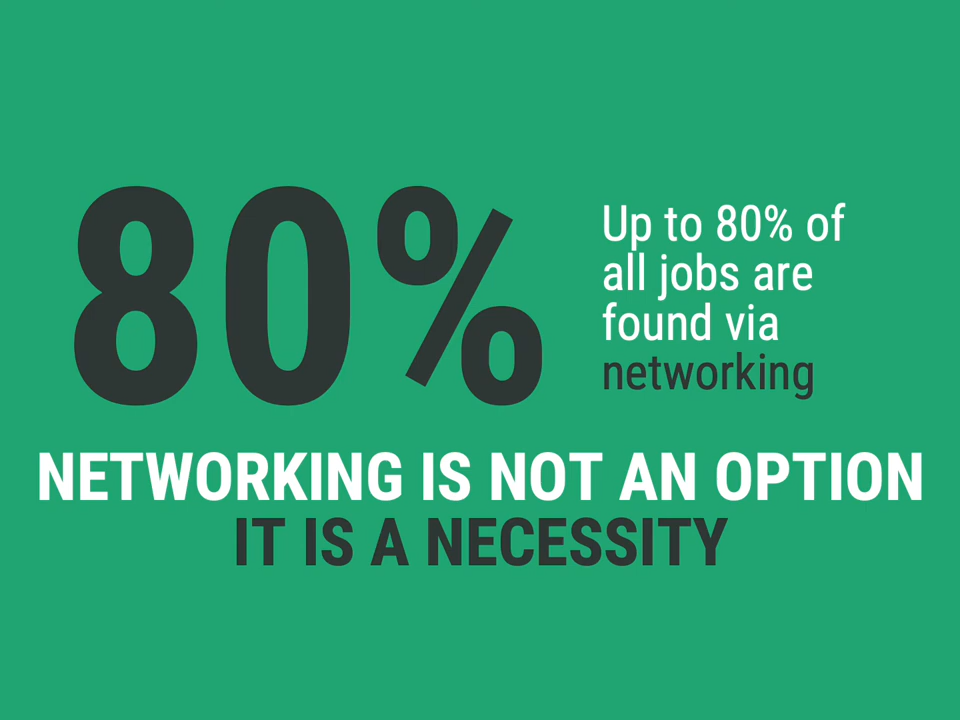 80%
Up to 80% of
all jobs are
found via
networking
NETWORKING IS NOT AN OPTION
IT IS A NECESSITY